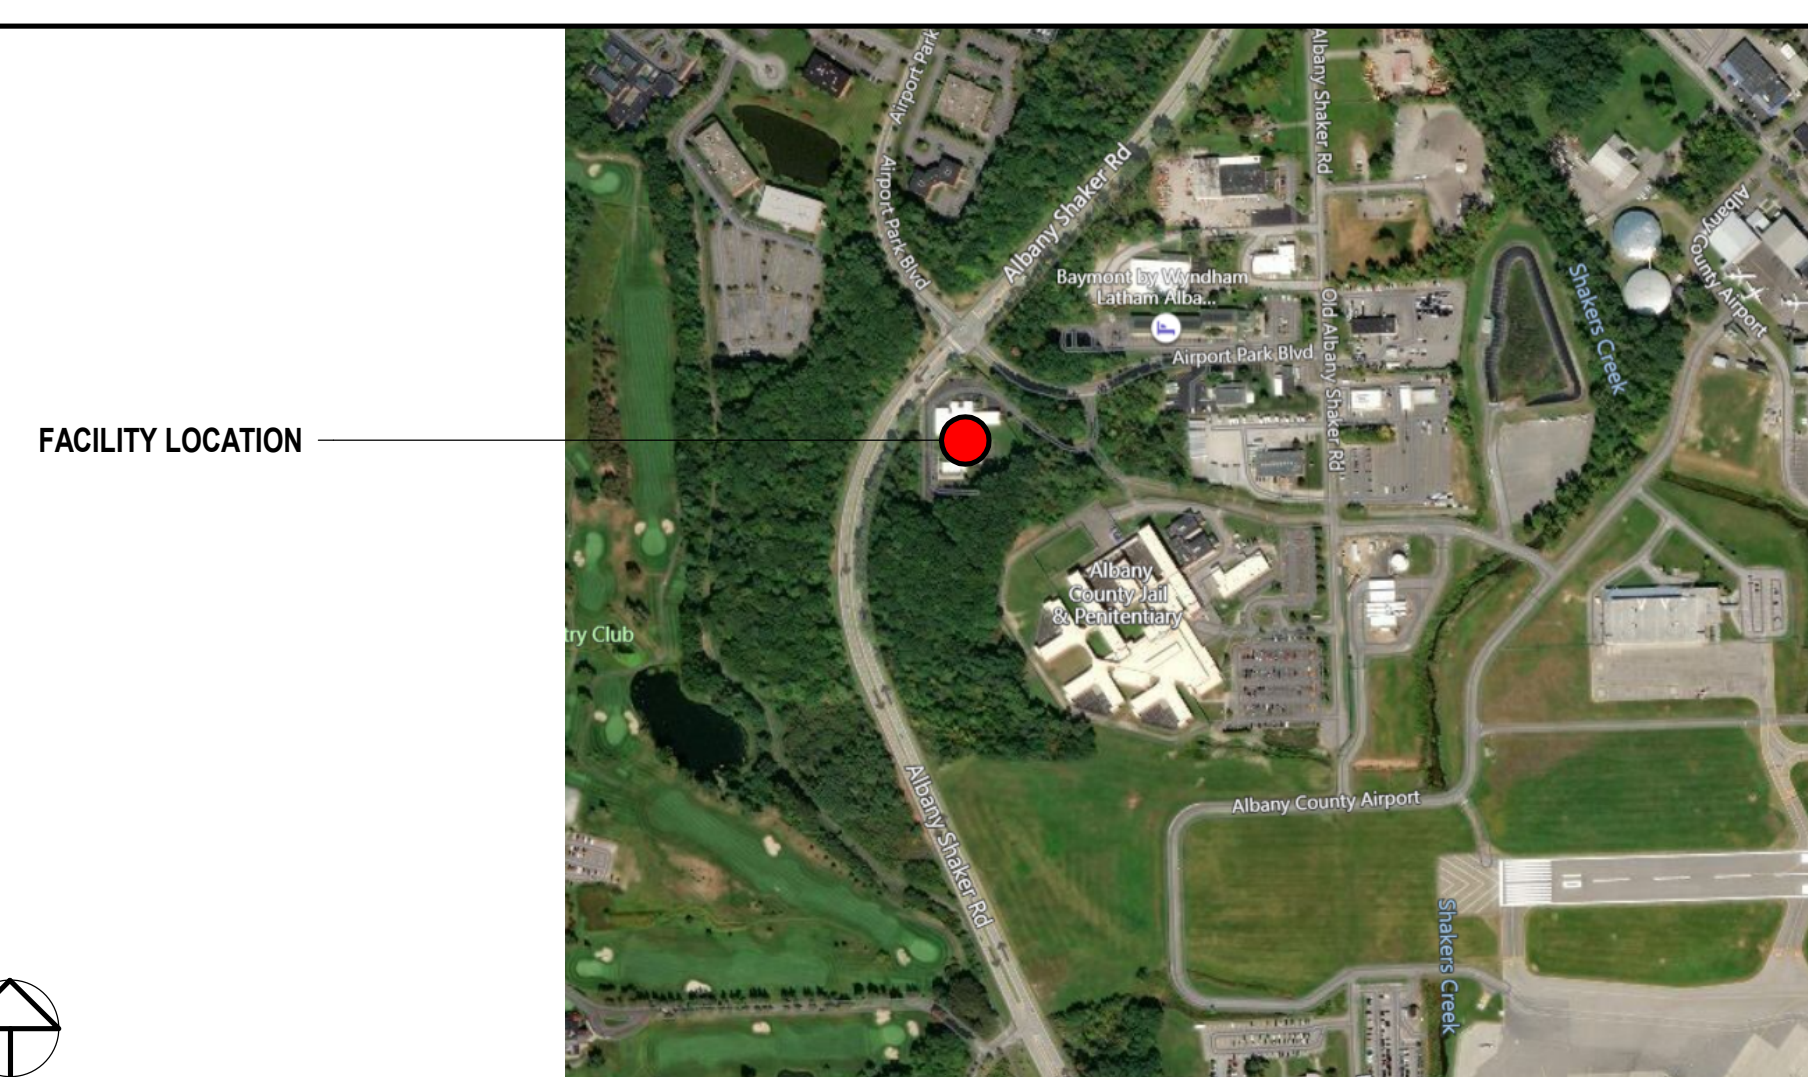 Airport Park
Albany Shaker Rd
Airport Park Blvd
Albany Shaker Rd
Albany
County Airport
Baymont by Wyndham
Latham Alba...
Shakers Creek
Old Albany Shaker Rd
Airport Park Blvd
FACILITY LOCATION
Albany
County Jail
& Penitentiary
try Club
Albany Shaker Rd
Albany County Airport
Shakers Creek